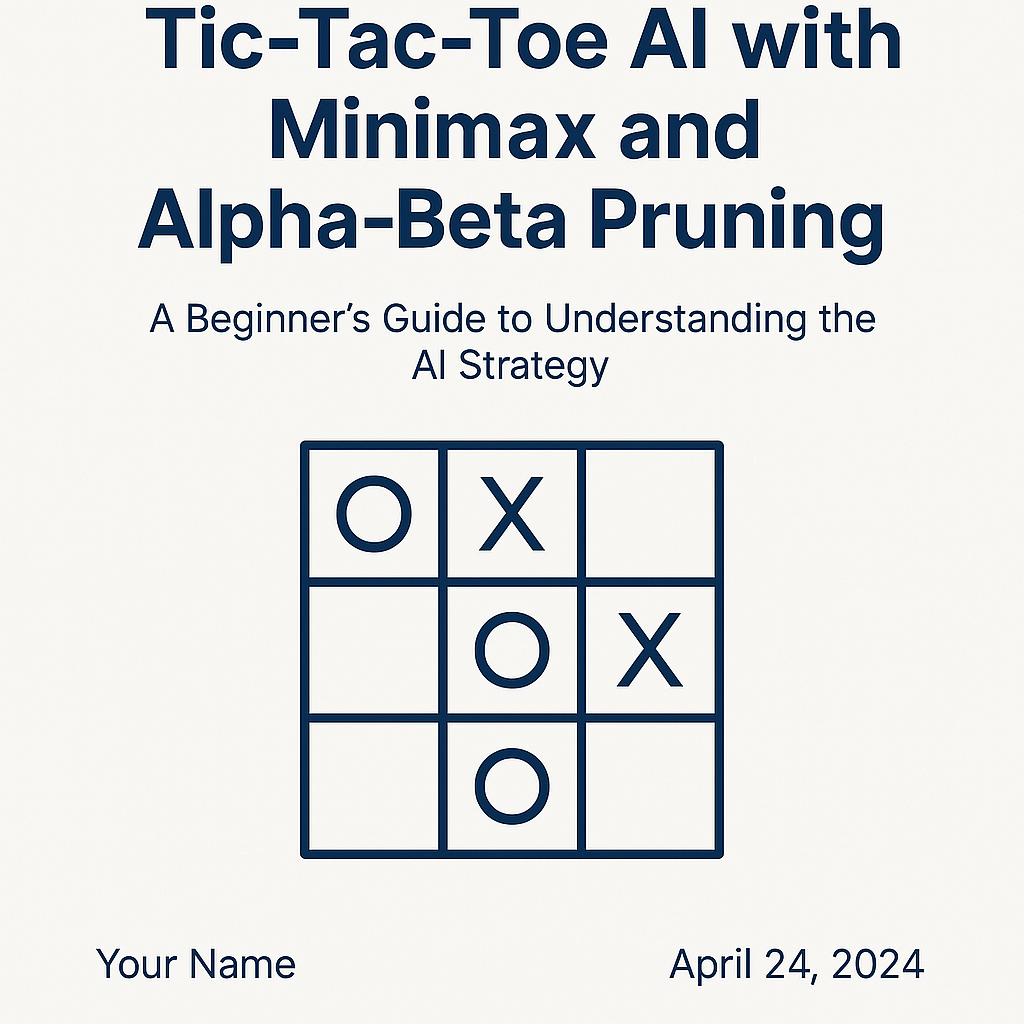 Tic-Tac-Toe AI with
Minimax and
Alpha-Beta Pruning
A Beginner’s Guide to Understanding the
AI Strategy
O X
O X
O
Your Name April 24, 2024